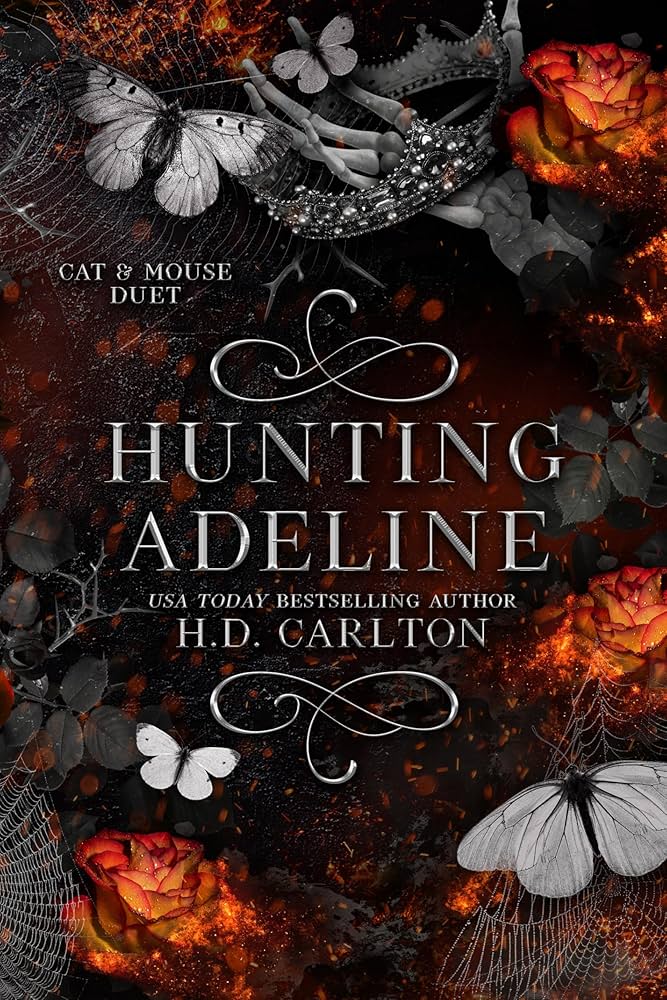 CAT & MOUSE
DUET
HUNTING
ADELINE
USA TODAY BESTSELLING AUTHOR
H.D. CARLTON